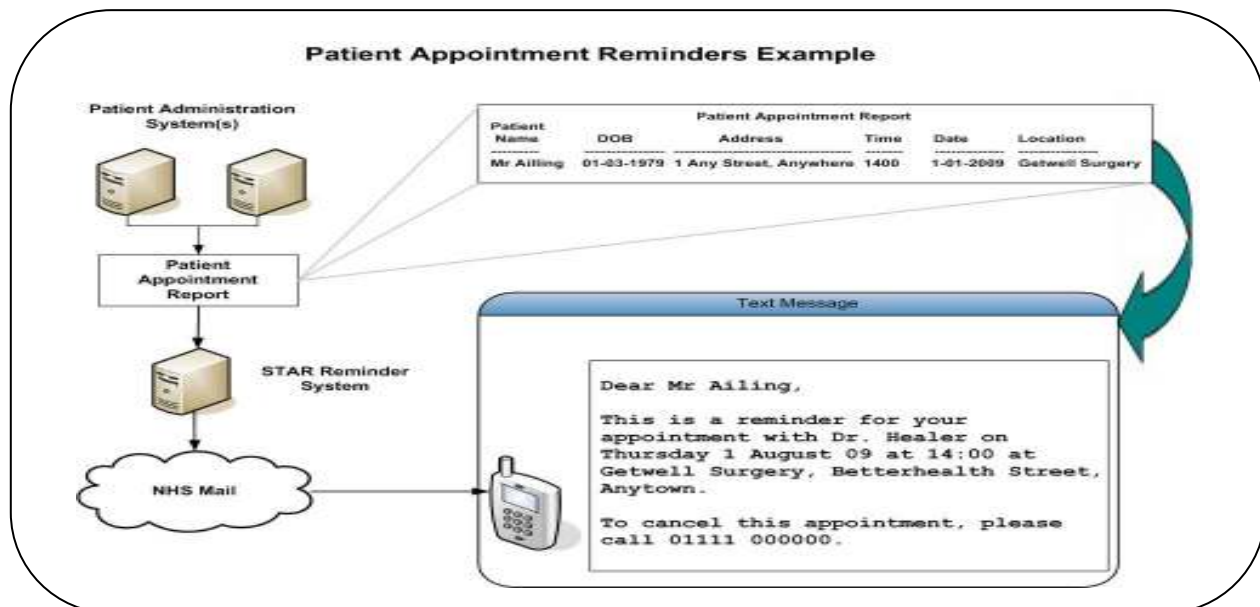 Patient Appointment Reminders Example
Patient Administration
System(s)
Patient Appointment Report
Patient
Name DOB Address Time Date Location
Mr Ailling 01-03-1979 1 Any Street, Anywhere 1400 1-01-2009 Getwell Surgery
Patient
Appointment
Report
STAR Reminder
System
NHS Mail
Text Message
Dear Mr Ailing,
This is a reminder for your
appointment with Dr. Healer on
Thursday 1 August 09 at 14:00 at
Getwell Surgery, Betterhealth Street,
Anytown.
To cancel this appointment, please
call 01111 000000.